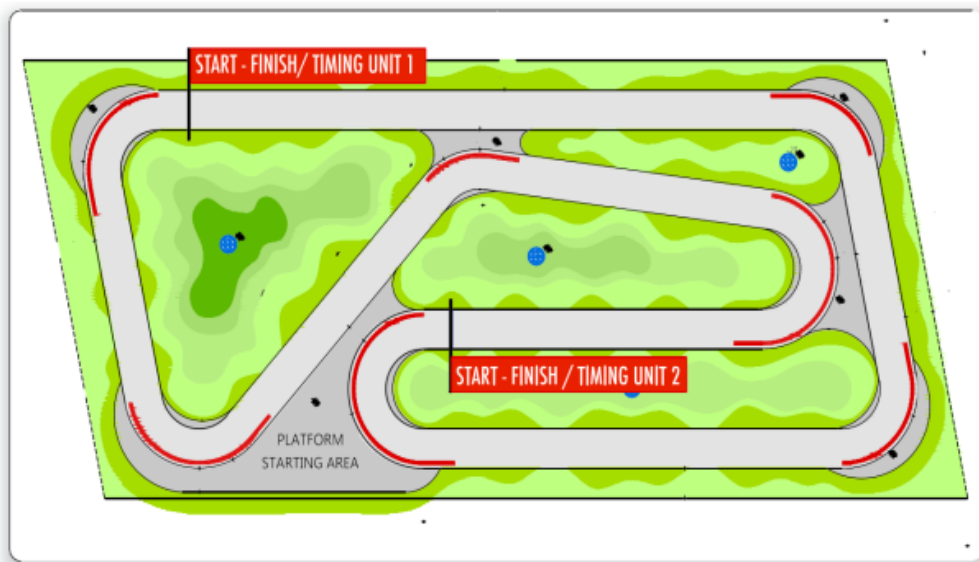 START - FINISH/ TIMING UNIT 1
START - FINISH / TIMING UNIT 2
PLATFORM
STARTING AREA